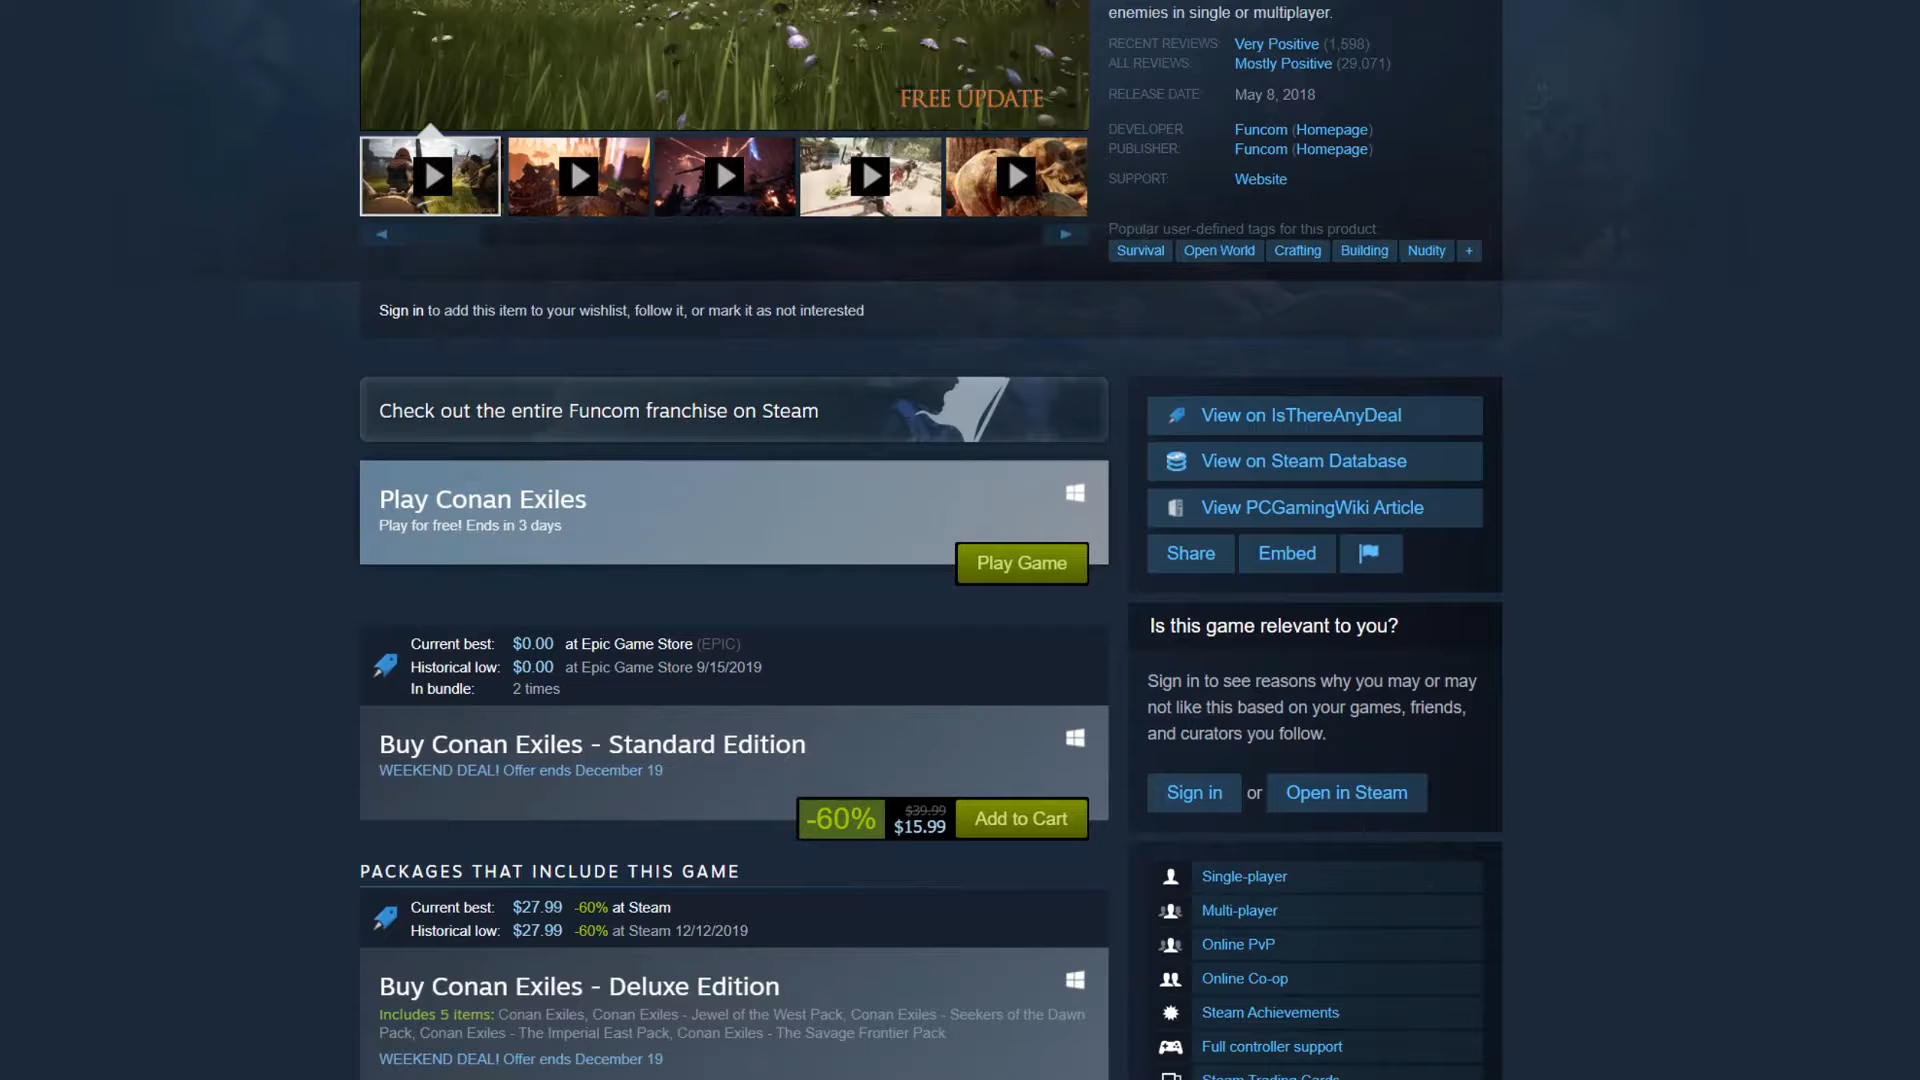 enemies in single or multiplayer.
FREE UPDATE
RECENT REVIEWS: Very Positive (1,598)
ALL REVIEWS: Mostly Positive (29,071)
RELEASE DATE: May 8, 2018
DEVELOPER: Funcom (Homepage)
PUBLISHER: Funcom (Homepage)
SUPPORT: Website
Popular user-defined tags for this product:
Survival Open World Crafting Building Nudity +
Sign in to add this item to your wishlist, follow it, or mark it as not interested
Check out the entire Funcom franchise on Steam
Play Conan Exiles
Play for free! Ends in 3 days
Play Game
Current best: $0.00 at Epic Game Store (EPIC)
Historical low: $0.00 at Epic Game Store 9/15/2019
In bundle: 2 times
Buy Conan Exiles - Standard Edition
WEEKEND DEAL! Offer ends December 19
-60% $39.99 $15.99 Add to Cart
PACKAGES THAT INCLUDE THIS GAME
Current best: $27.99 -60% at Steam
Historical low: $27.99 -60% at Steam 12/12/2019
Buy Conan Exiles - Deluxe Edition
Includes 5 items: Conan Exiles, Conan Exiles - Jewel of the West Pack, Conan Exiles - Seekers of the Dawn
Pack, Conan Exiles - The Imperial East Pack, Conan Exiles - The Savage Frontier Pack
WEEKEND DEAL! Offer ends December 19
View on IsThereAnyDeal
View on Steam Database
View PCGamingWiki Article
Share Embed
Is this game relevant to you?
Sign in to see reasons why you may or may
not like this based on your games, friends,
and curators you follow.
Sign in or Open in Steam
Single-player
Multi-player
Online PvP
Online Co-op
Steam Achievements
Full controller support
Steam Trading Cards